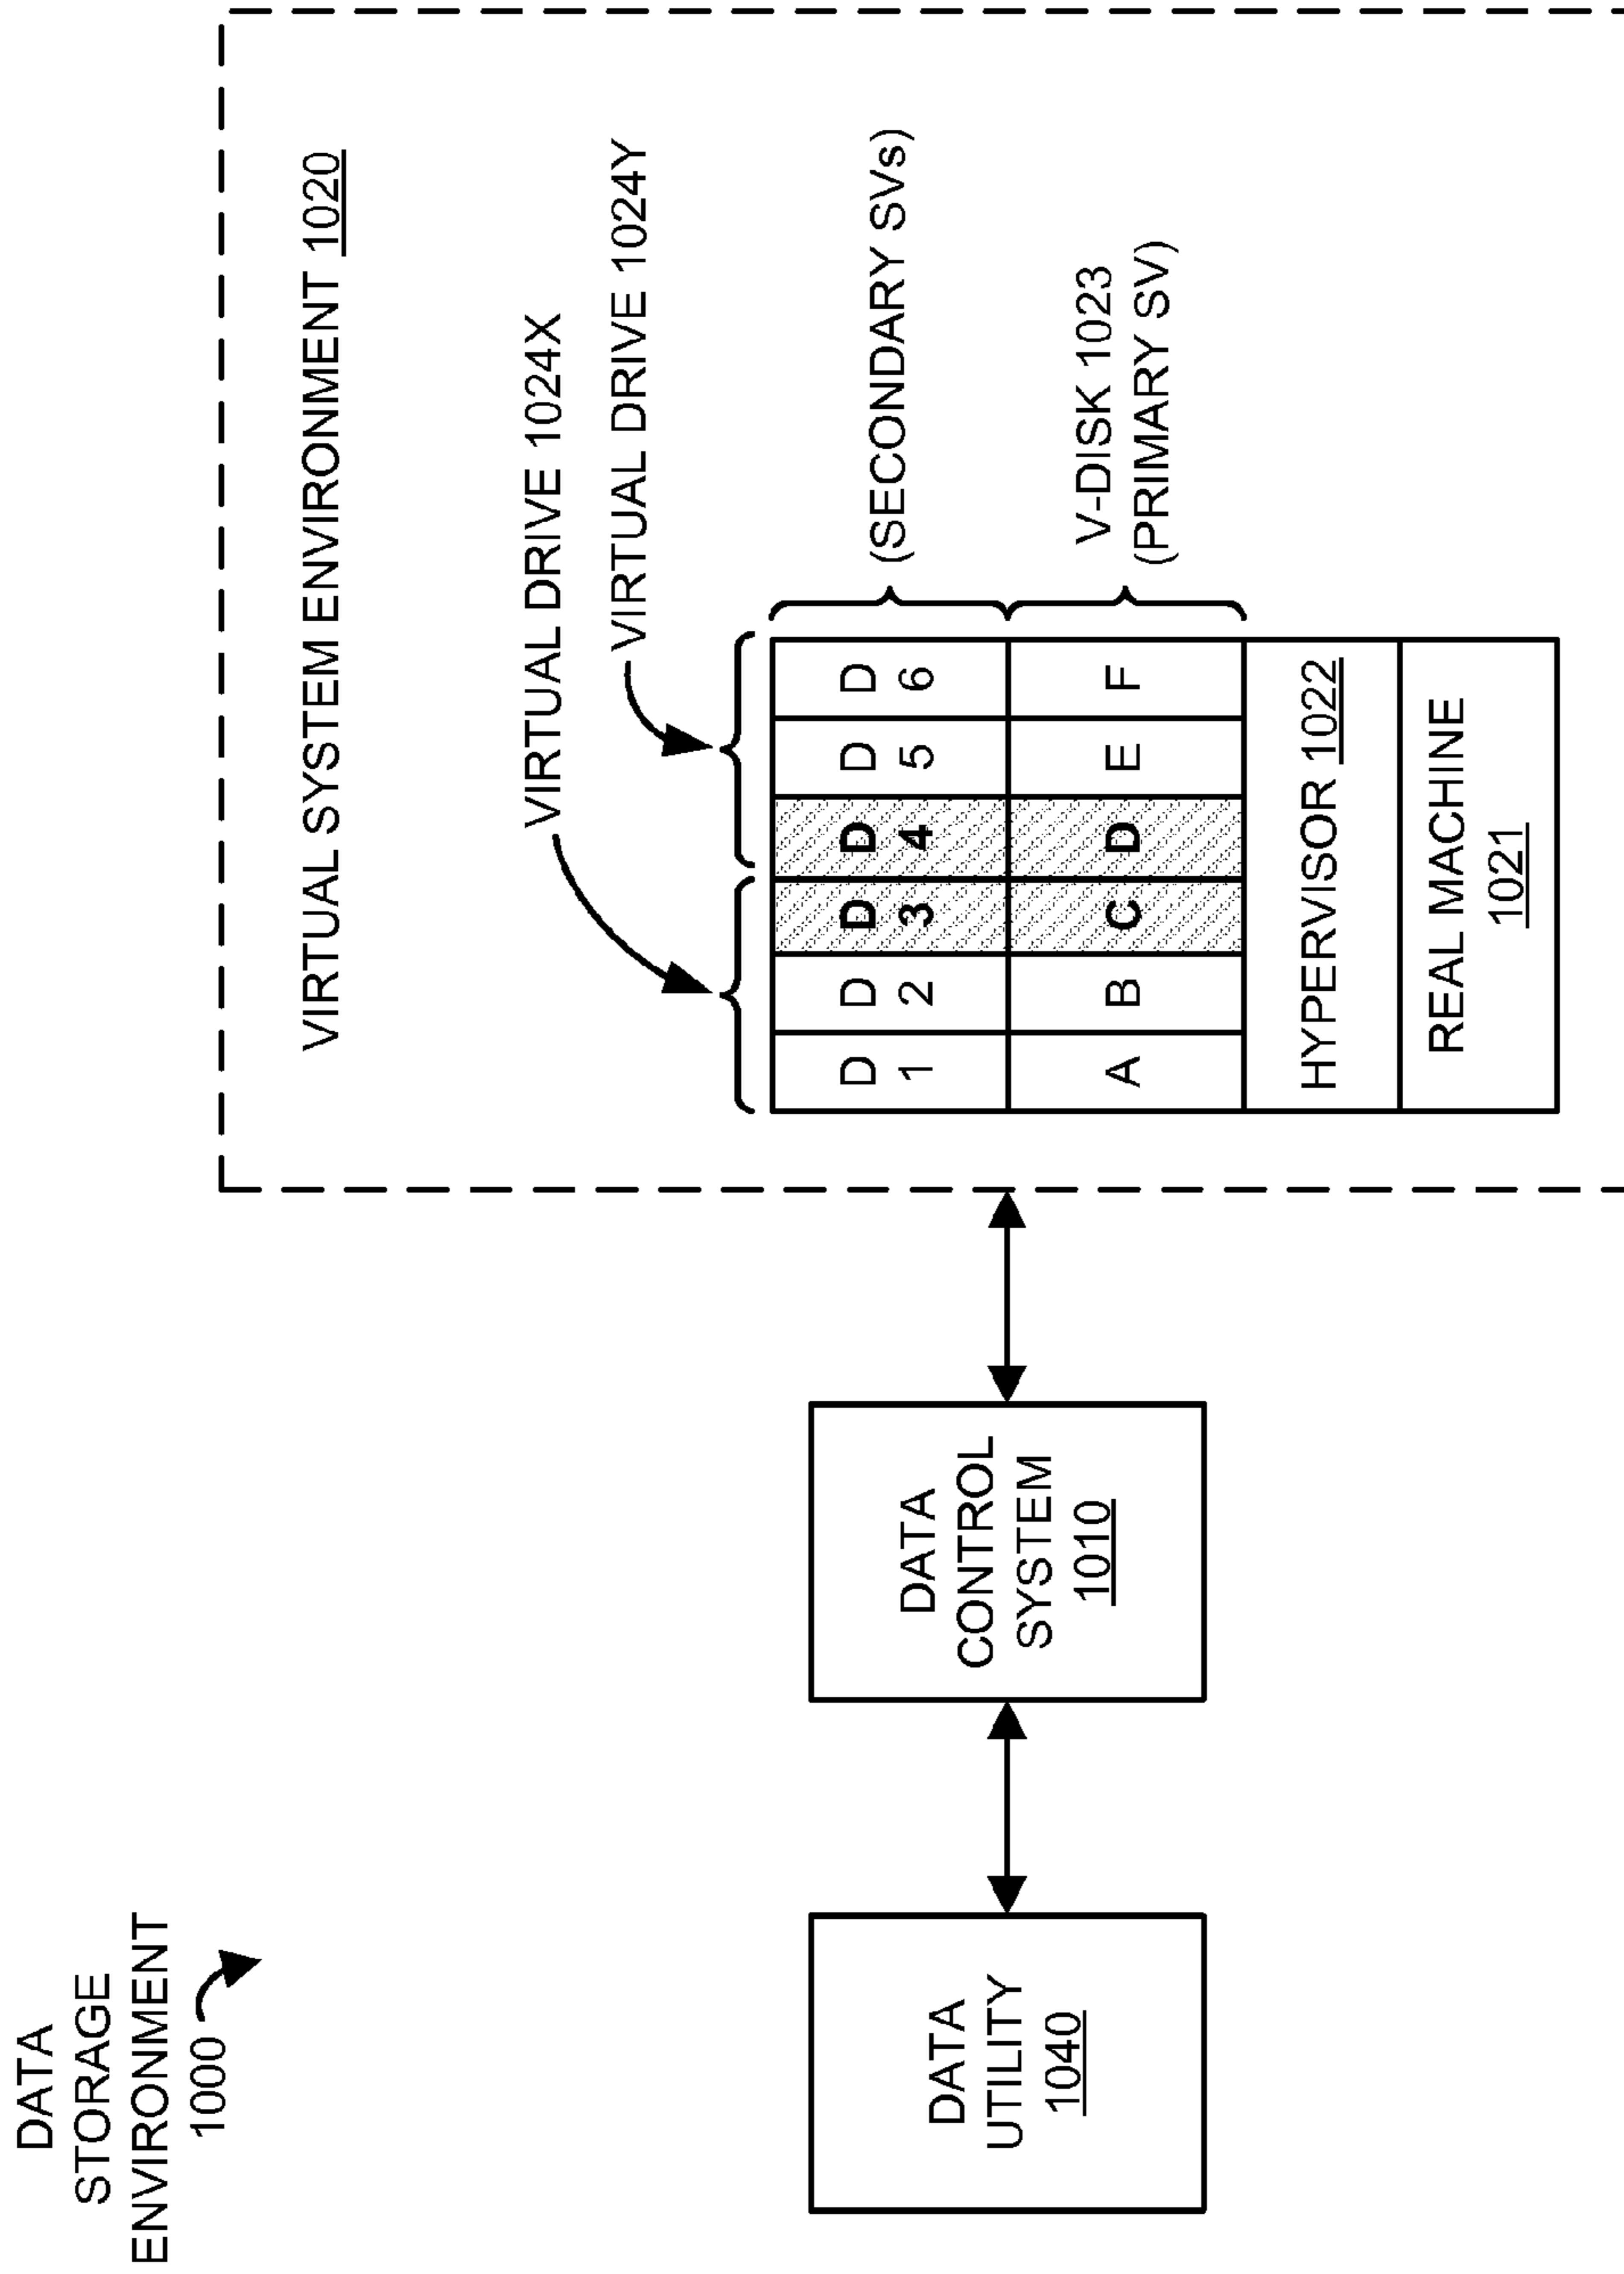 DATA
STORAGE
ENVIRONMENT
1000
VIRTUAL SYSTEM ENVIRONMENT 1020
VIRTUAL DRIVE 1024X
VIRTUAL DRIVE 1024Y
D D D D D D
1 2 3 4 5 6
(SECONDARY SVs)
A B C D E F
V-DISK 1023
(PRIMARY SV)
HYPERVISOR 1022
REAL MACHINE
1021
DATA
CONTROL
SYSTEM
1010
DATA
UTILITY
1040